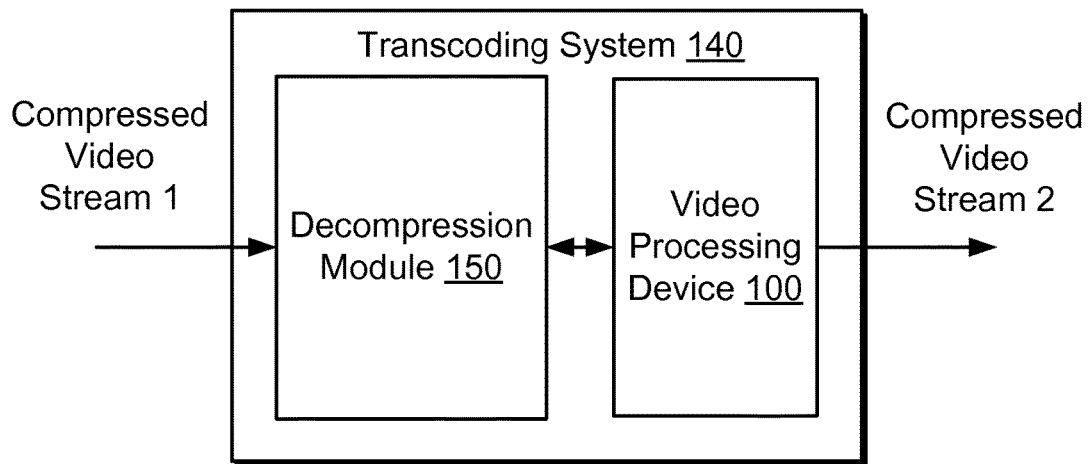 Transcoding System 140
Compressed
Video
Stream 1
Decompression
Module 150
Video
Processing
Device 100
Compressed
Video
Stream 2